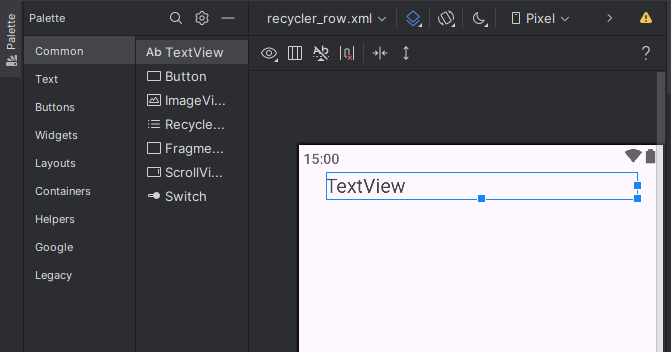 Palette
Palette
recycler_row.xml
Pixel
Common
Text
Buttons
Widgets
Layouts
Containers
Helpers
Google
Legacy
Ab TextView
Button
ImageVi...
Recycle...
Fragme...
ScrollVi...
Switch
Ab
?
15:00
TextView